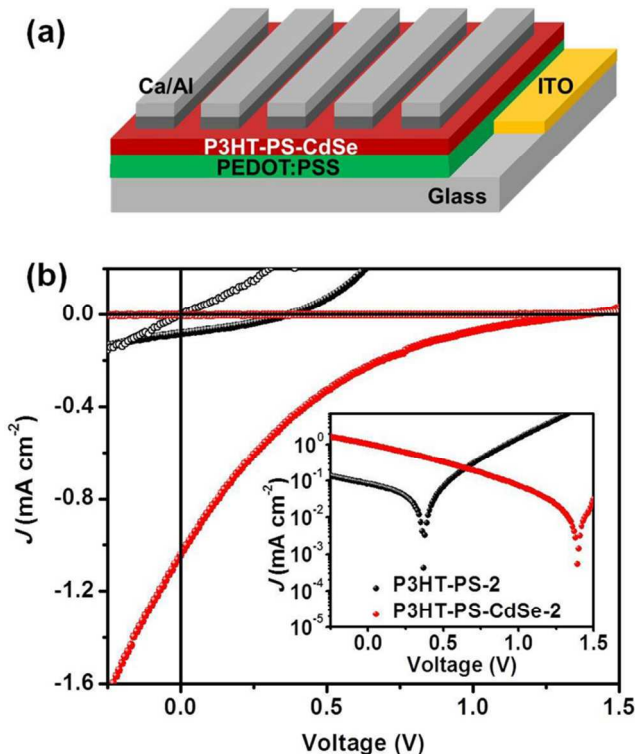 (a)
Ca/Al
ITO
P3HT-PS-CdSe
PEDOT:PSS
Glass
(b)
J (mA cm⁻²)
0.0
-0.4
-0.8
-1.2
-1.6
0.0 0.5 1.0 1.5
Voltage (V)
J (mA cm⁻²)
10⁰
10⁻¹
10⁻²
10⁻³
10⁻⁴
10⁻⁵
P3HT-PS-2
P3HT-PS-CdSe-2
0.0 0.5 1.0 1.5
Voltage (V)